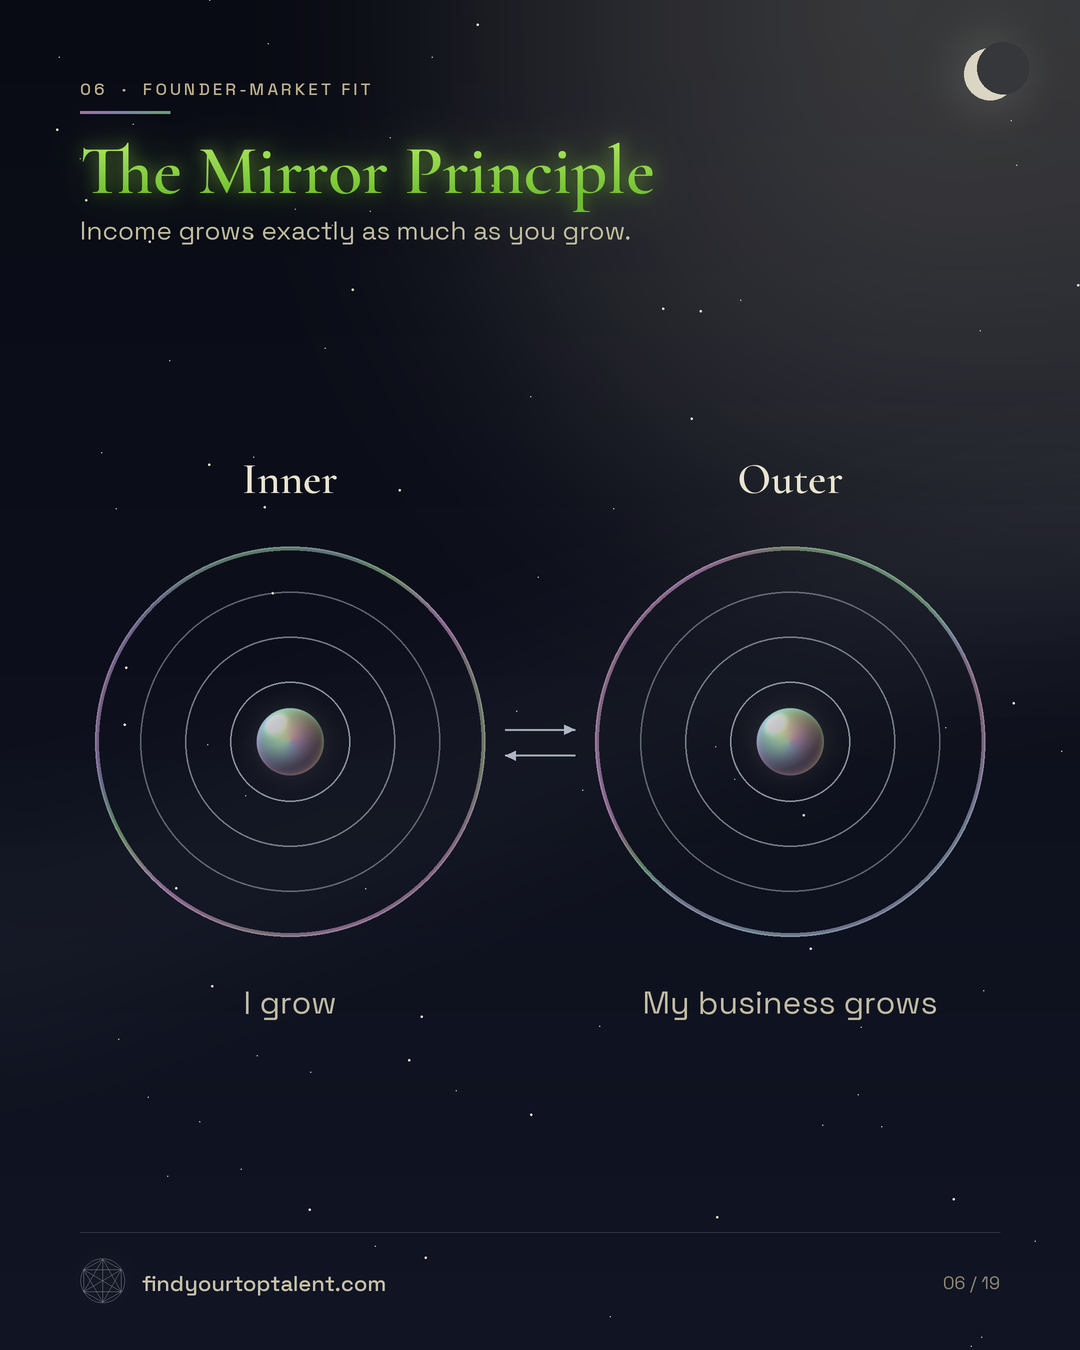 06 · FOUNDER-MARKET FIT
The Mirror Principle
Income grows exactly as much as you grow.
Inner
Outer
I grow
My business grows
findyourtoptalent.com
06 / 19